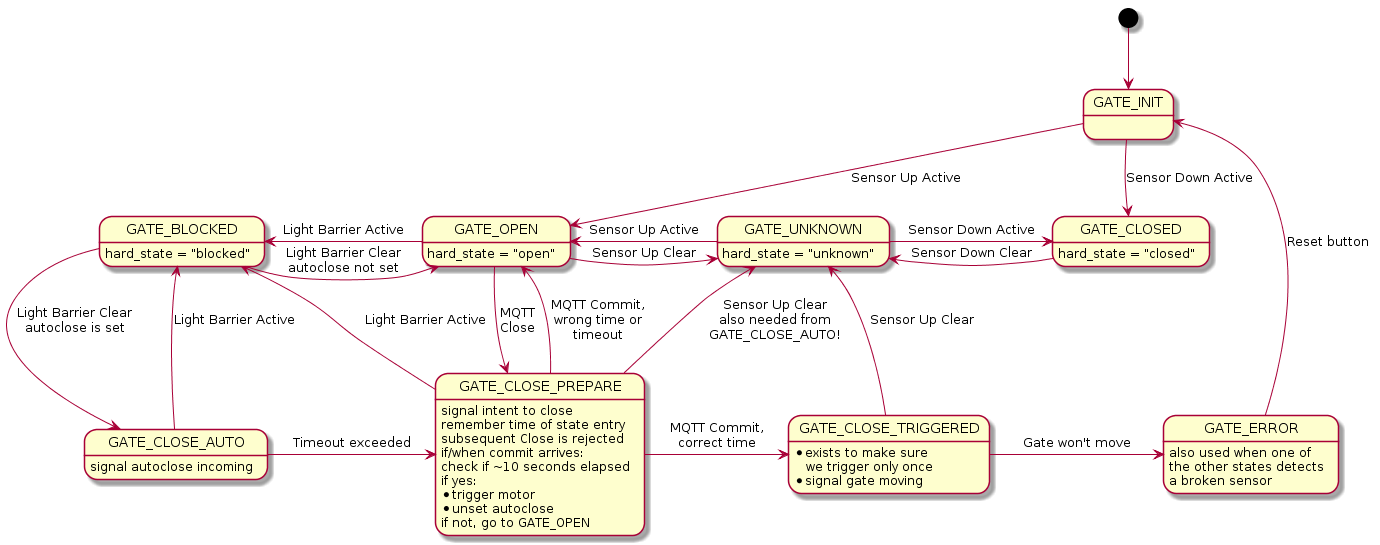 GATE_INIT
Sensor Up Active
Sensor Down Active
GATE_BLOCKED
hard_state = "blocked"
Light Barrier Active
Light Barrier Clear
autoclose not set
GATE_OPEN
hard_state = "open"
Sensor Up Active
Sensor Up Clear
GATE_UNKNOWN
hard_state = "unknown"
Sensor Down Active
Sensor Down Clear
GATE_CLOSED
hard_state = "closed"
Reset button
Light Barrier Clear
autoclose is set
Light Barrier Active
Light Barrier Active
MQTT
Close
MQTT Commit,
wrong time or
timeout
Sensor Up Clear
also needed from
GATE_CLOSE_AUTO!
Sensor Up Clear
GATE_CLOSE_AUTO
signal autoclose incoming
Timeout exceeded
GATE_CLOSE_PREPARE
signal intent to close
remember time of state entry
subsequent Close is rejected
if/when commit arrives:
check if ~10 seconds elapsed
if yes:
• trigger motor
• unset autoclose
if not, go to GATE_OPEN
MQTT Commit,
correct time
GATE_CLOSE_TRIGGERED
• exists to make sure
we trigger only once
• signal gate moving
Gate won't move
GATE_ERROR
also used when one of
the other states detects
a broken sensor